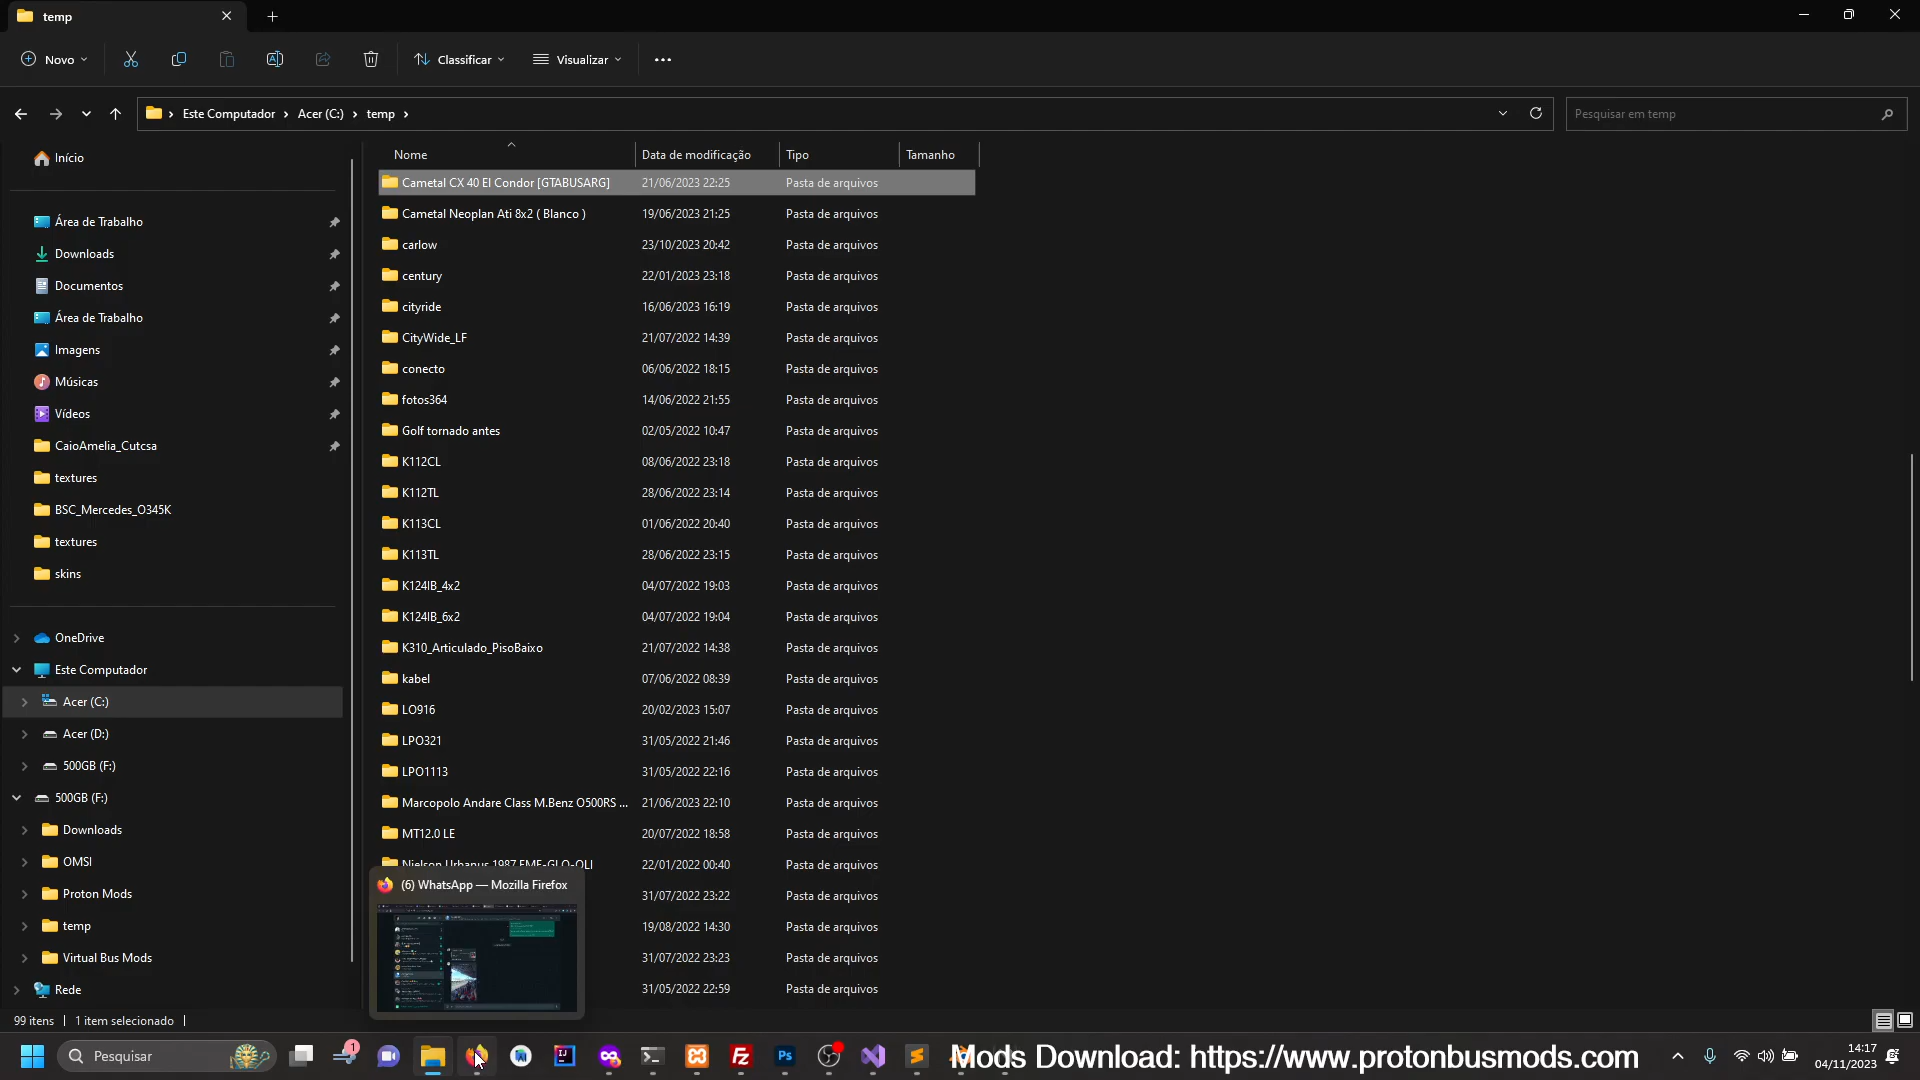 temp
Novo
Classificar
Visualizar
Este Computador
Acer (C:)
temp
Pesquisar em temp
Nome
Data de modificação
Tipo
Tamanho
Cametal CX 40 El Condor [GTABUSARG] 21/06/2023 22:25 Pasta de arquivos
Cametal Neoplan Ati 8x2 ( Blanco ) 19/06/2023 21:25 Pasta de arquivos
carlow 23/10/2023 20:42 Pasta de arquivos
century 22/01/2023 23:18 Pasta de arquivos
cityride 16/06/2023 16:19 Pasta de arquivos
CityWide_LF 21/07/2022 14:39 Pasta de arquivos
conecto 06/06/2022 18:15 Pasta de arquivos
fotos364 14/06/2022 21:55 Pasta de arquivos
Golf tornado antes 02/05/2022 10:47 Pasta de arquivos
K112CL 08/06/2022 23:18 Pasta de arquivos
K112TL 28/06/2022 23:14 Pasta de arquivos
K113CL 01/06/2022 20:40 Pasta de arquivos
K113TL 28/06/2022 23:15 Pasta de arquivos
K124IB_4x2 04/07/2022 19:03 Pasta de arquivos
K124IB_6x2 04/07/2022 19:04 Pasta de arquivos
K310_Articulado_PisoBaixo 21/07/2022 14:38 Pasta de arquivos
kabel 07/06/2022 08:39 Pasta de arquivos
LO916 20/02/2023 15:07 Pasta de arquivos
LPO321 31/05/2022 21:46 Pasta de arquivos
LPO1113 31/05/2022 22:16 Pasta de arquivos
Marcopolo Andare Class M.Benz O500RS ... 21/06/2023 22:10 Pasta de arquivos
MT12.0 LE 20/07/2022 18:58 Pasta de arquivos
Nielson Urbanus 1987 EME-GLO-OLI 22/01/2022 00:40 Pasta de arquivos
31/07/2022 23:22 Pasta de arquivos
19/08/2022 14:30 Pasta de arquivos
31/07/2022 23:23 Pasta de arquivos
31/05/2022 22:59 Pasta de arquivos
Início
Área de Trabalho
Downloads
Documentos
Área de Trabalho
Imagens
Músicas
Vídeos
CaioAmelia_Cutcsa
textures
BSC_Mercedes_O345K
textures
skins
OneDrive
Este Computador
Acer (C:)
Acer (D:)
500GB (F:)
500GB (F:)
Downloads
OMSI
Proton Mods
temp
Virtual Bus Mods
Rede
(6) WhatsApp — Mozilla Firefox
99 itens
1 item selecionado
Pesquisar
1
Mods Download: https://www.protonbusmods.com
14:17
04/11/2023